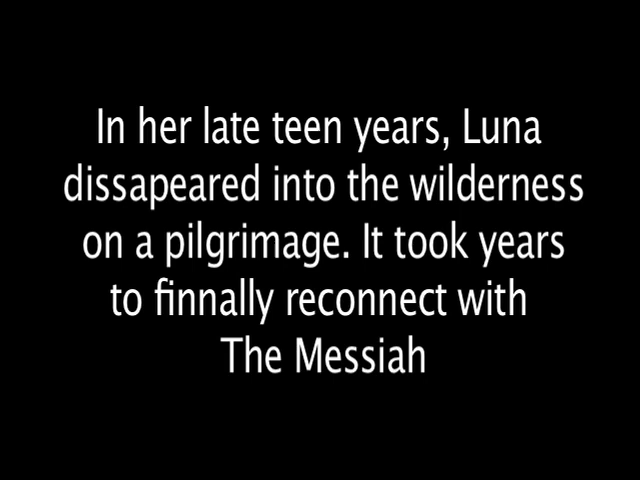 In her late teen years, Luna
dissapeared into the wilderness
on a pilgrimage. It took years
to finnally reconnect with
The Messiah